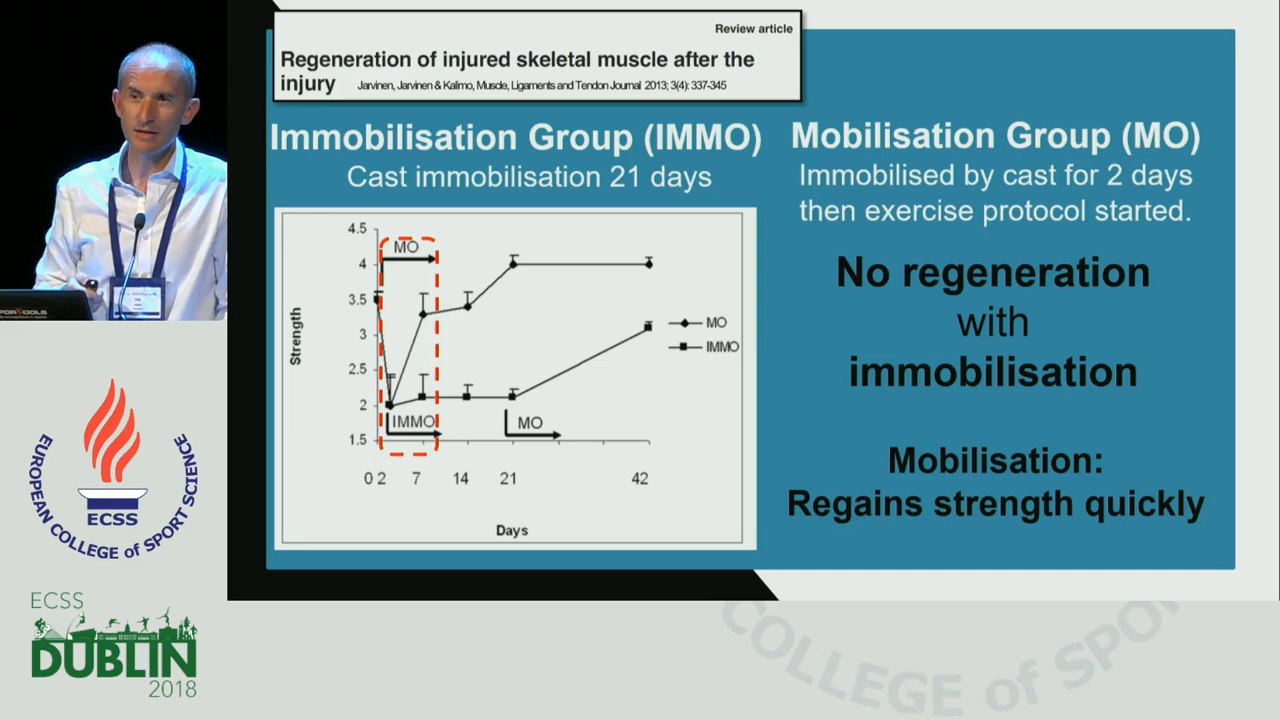 Review article
Regeneration of injured skeletal muscle after the
injury Jarvinen, Jarvinen & Kalimo, Muscle, Ligaments and Tendon Journal 2013; 3(4): 337-345
Immobilisation Group (IMMO)
Cast immobilisation 21 days
Mobilisation Group (MO)
Immobilised by cast for 2 days
then exercise protocol started.
4.5
4
3.5
3
2.5
2
1.5
Strength
MO
IMMO
MO
MO
IMMO
0 2 7 14 21 42
Days
No regeneration
with
immobilisation
Mobilisation:
Regains strength quickly
EUROPEAN COLLEGE of SPORT SCIENCE
ECSS
ECSS
DUBLIN
2018
COLLEGE of SPOR